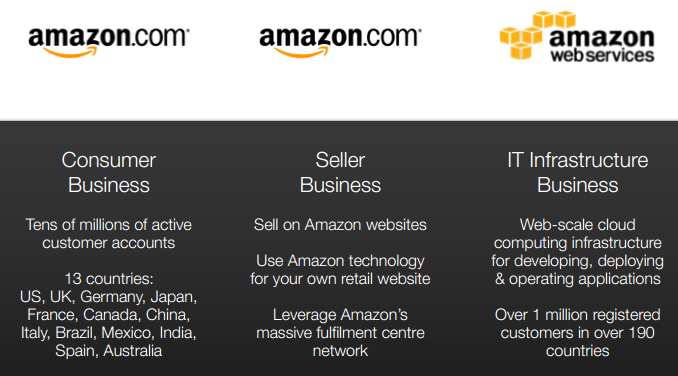 amazon.com®
amazon.com®
amazon
webservices
Consumer
Business
Tens of millions of active
customer accounts
13 countries:
US, UK, Germany, Japan,
France, Canada, China,
Italy, Brazil, Mexico, India,
Spain, Australia
Seller
Business
Sell on Amazon websites
Use Amazon technology
for your own retail website
Leverage Amazon's
massive fulfilment centre
network
IT Infrastructure
Business
Web-scale cloud
computing infrastructure
for developing, deploying
& operating applications
Over 1 million registered
customers in over 190
countries